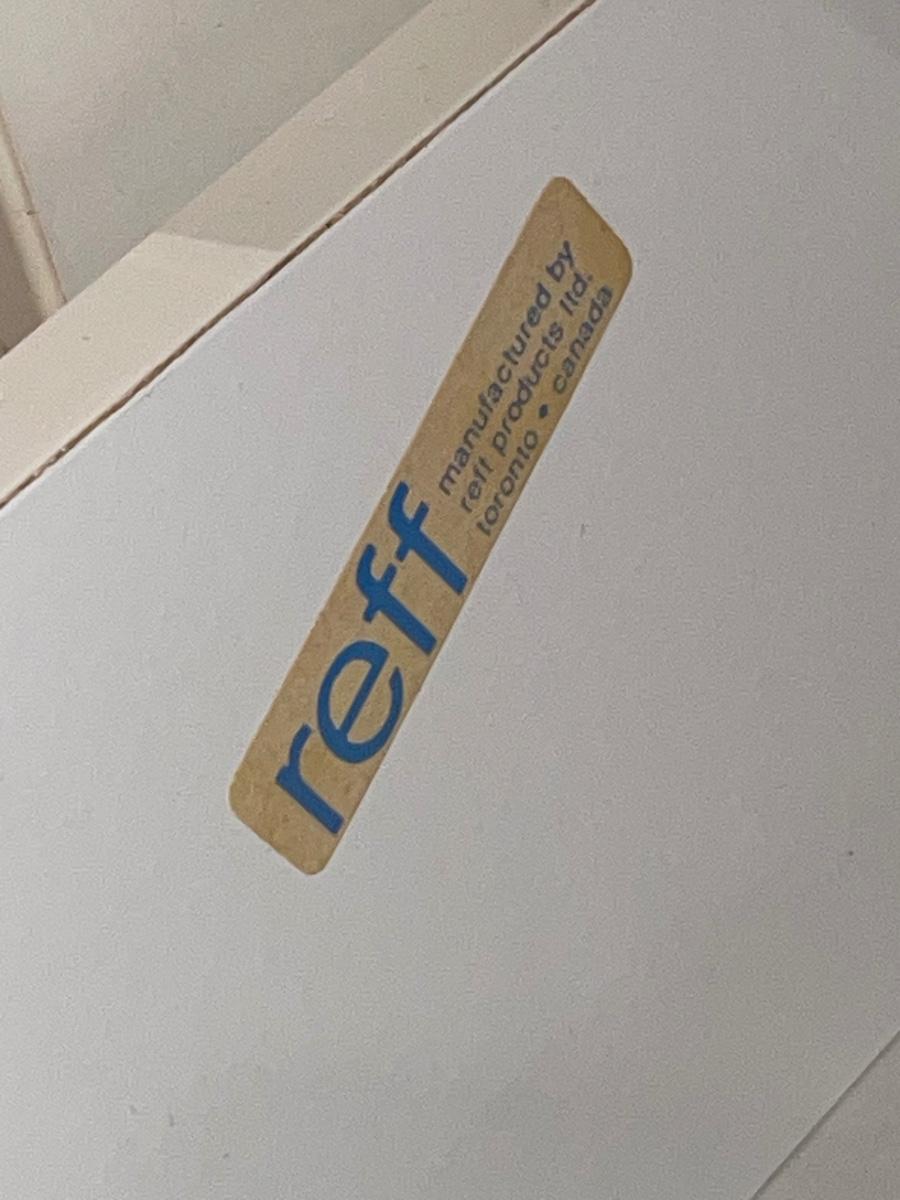 reff
manufactured by
reff products ltd.
toronto • canada